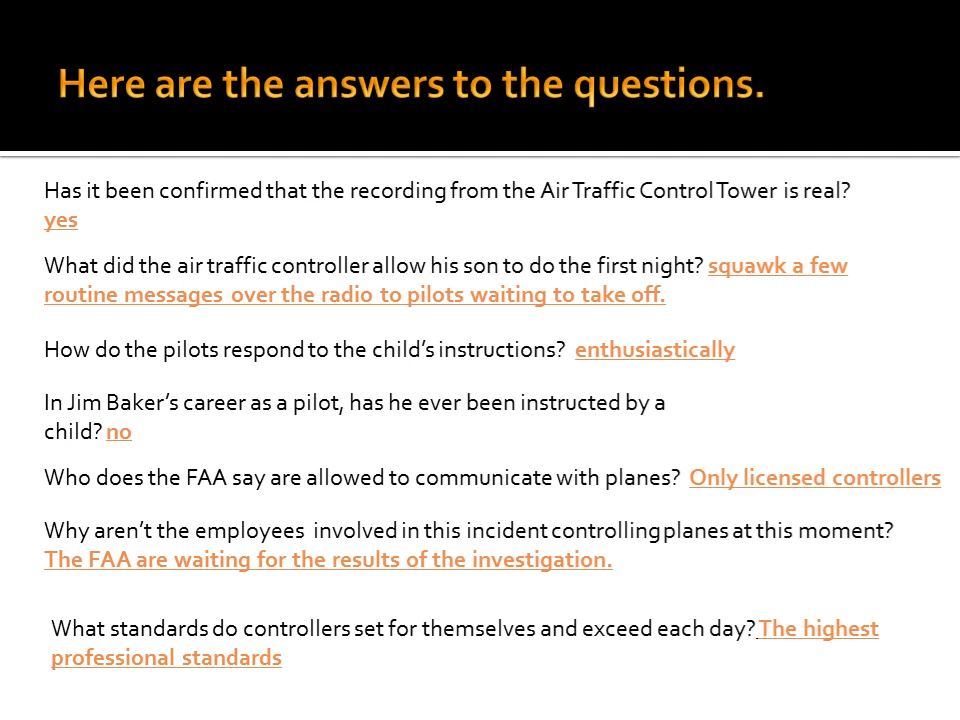 Here are the answers to the questions.
Has it been confirmed that the recording from the Air Traffic Control Tower is real?
yes
What did the air traffic controller allow his son to do the first night? squawk a few
routine messages over the radio to pilots waiting to take off.
How do the pilots respond to the child’s instructions? enthusiastically
In Jim Baker’s career as a pilot, has he ever been instructed by a
child? no
Who does the FAA say are allowed to communicate with planes? Only licensed controllers
Why aren’t the employees involved in this incident controlling planes at this moment?
The FAA are waiting for the results of the investigation.
What standards do controllers set for themselves and exceed each day? The highest
professional standards